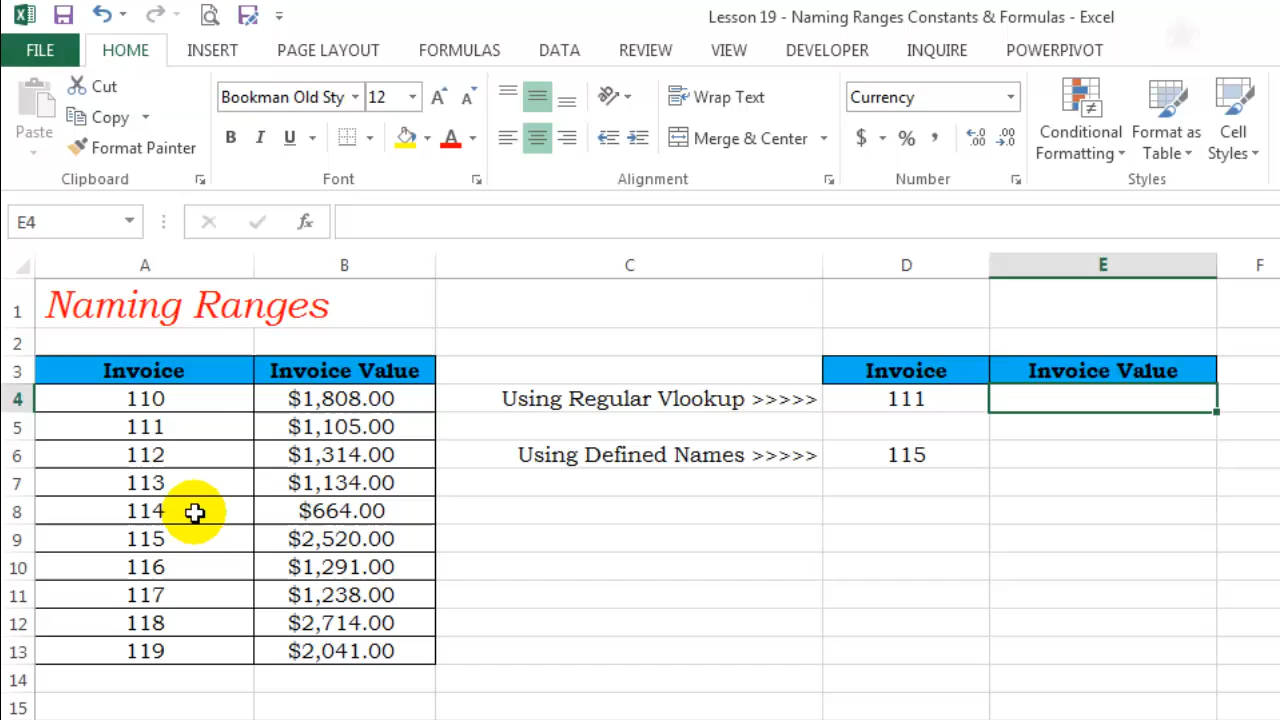 Lesson 19 - Naming Ranges Constants & Formulas - Excel
FILE HOME INSERT PAGE LAYOUT FORMULAS DATA REVIEW VIEW DEVELOPER INQUIRE POWERPIVOT
Paste
Cut
Copy
Format Painter
Clipboard
Bookman Old Sty 12 A A
B I U A
Font
Wrap Text
Merge & Center
Alignment
Currency
$ % , .0 .00 .00 .0
Number
Conditional Formatting
Format as Table
Cell Styles
Styles
E4 fx
A B C D E F
1 Naming Ranges
2
3 Invoice Invoice Value Invoice Invoice Value
4 110 $1,808.00 Using Regular Vlookup >>>>> 111
5 111 $1,105.00
6 112 $1,314.00 Using Defined Names >>>>> 115
7 113 $1,134.00
8 114 $664.00
9 115 $2,520.00
10 116 $1,291.00
11 117 $1,238.00
12 118 $2,714.00
13 119 $2,041.00
14
15